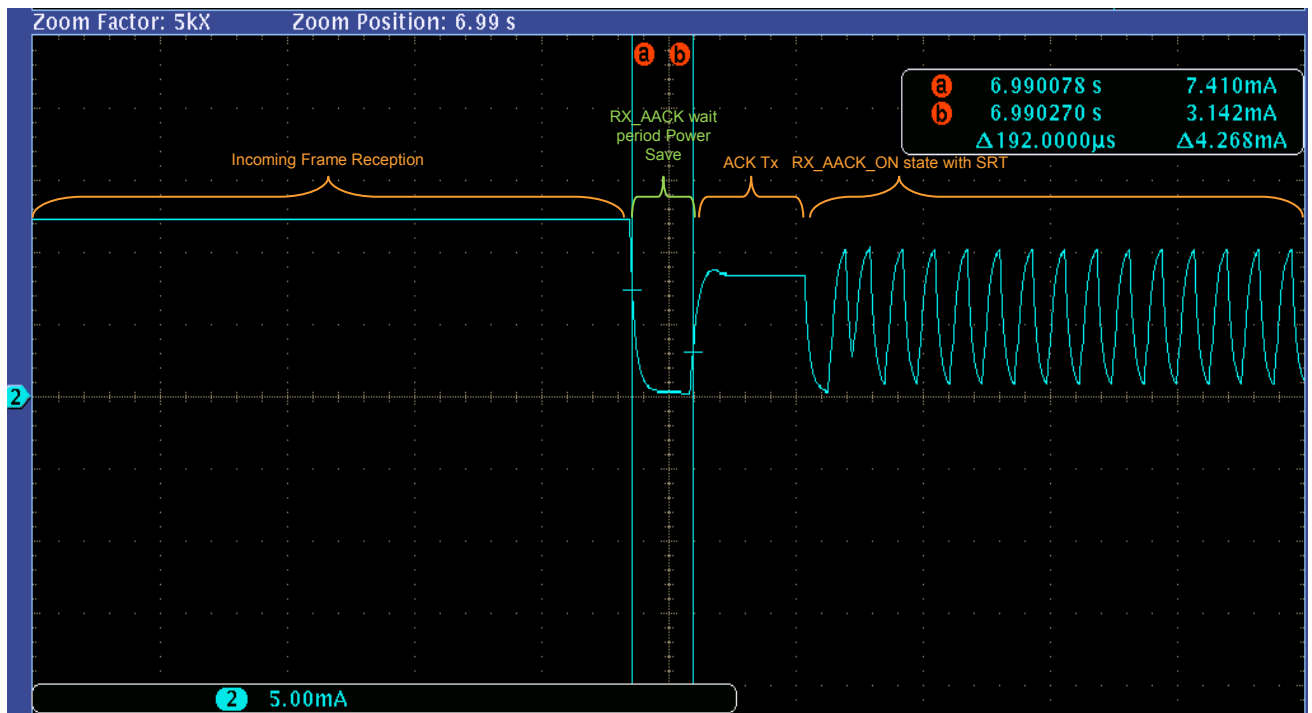 Zoom Factor: 5kX Zoom Position: 6.99 s
a b
a 6.990078 s 7.410mA
b 6.990270 s 3.142mA
Δ192.0000µs Δ4.268mA
RX_AACK wait
period Power
Save
Incoming Frame Reception
ACK Tx
RX_AACK_ON state with SRT
2
2 5.00mA